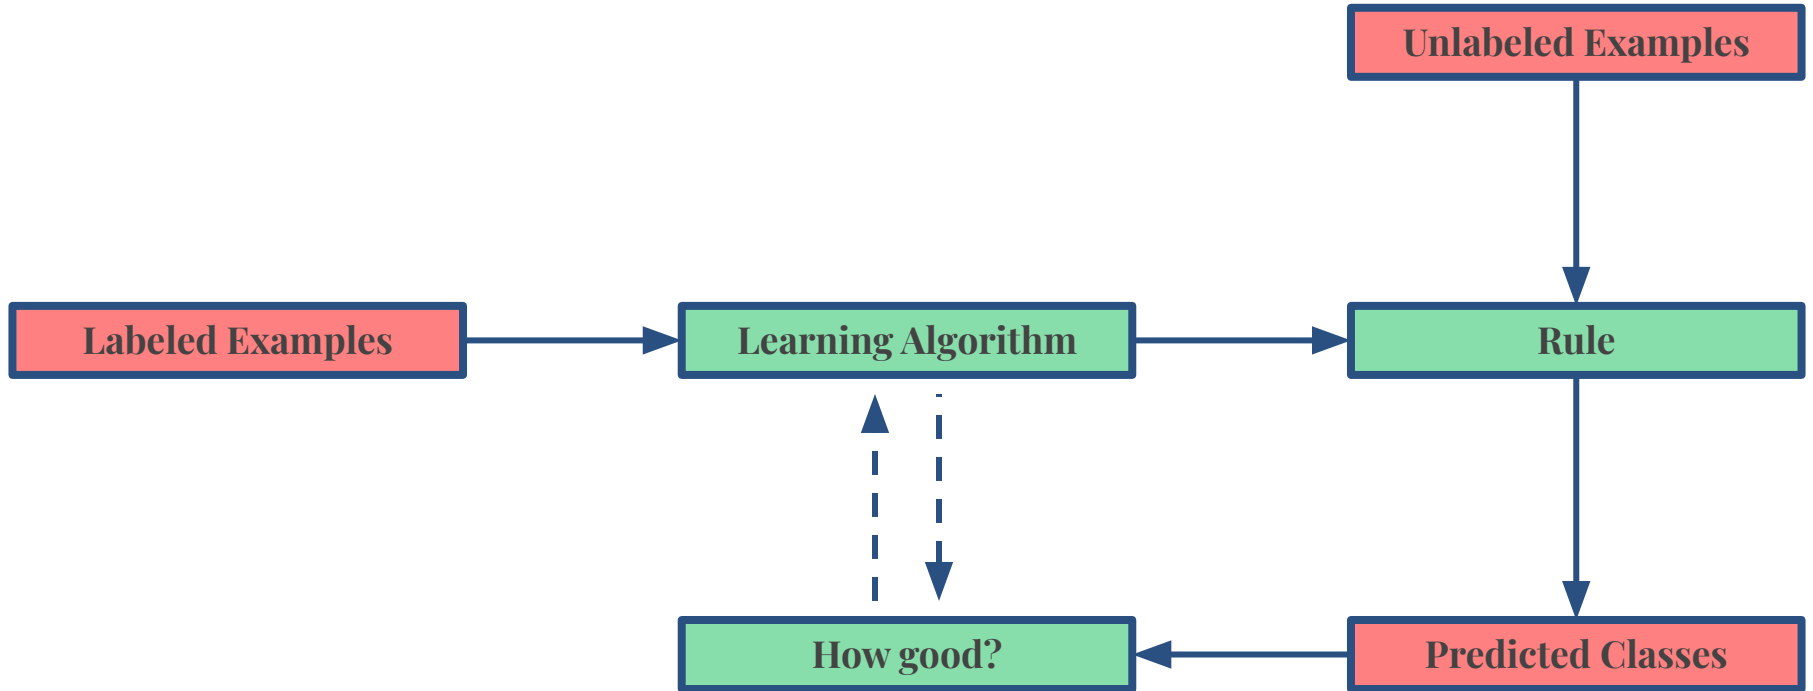 Unlabeled Examples
Labeled Examples
Learning Algorithm
Rule
How good?
Predicted Classes